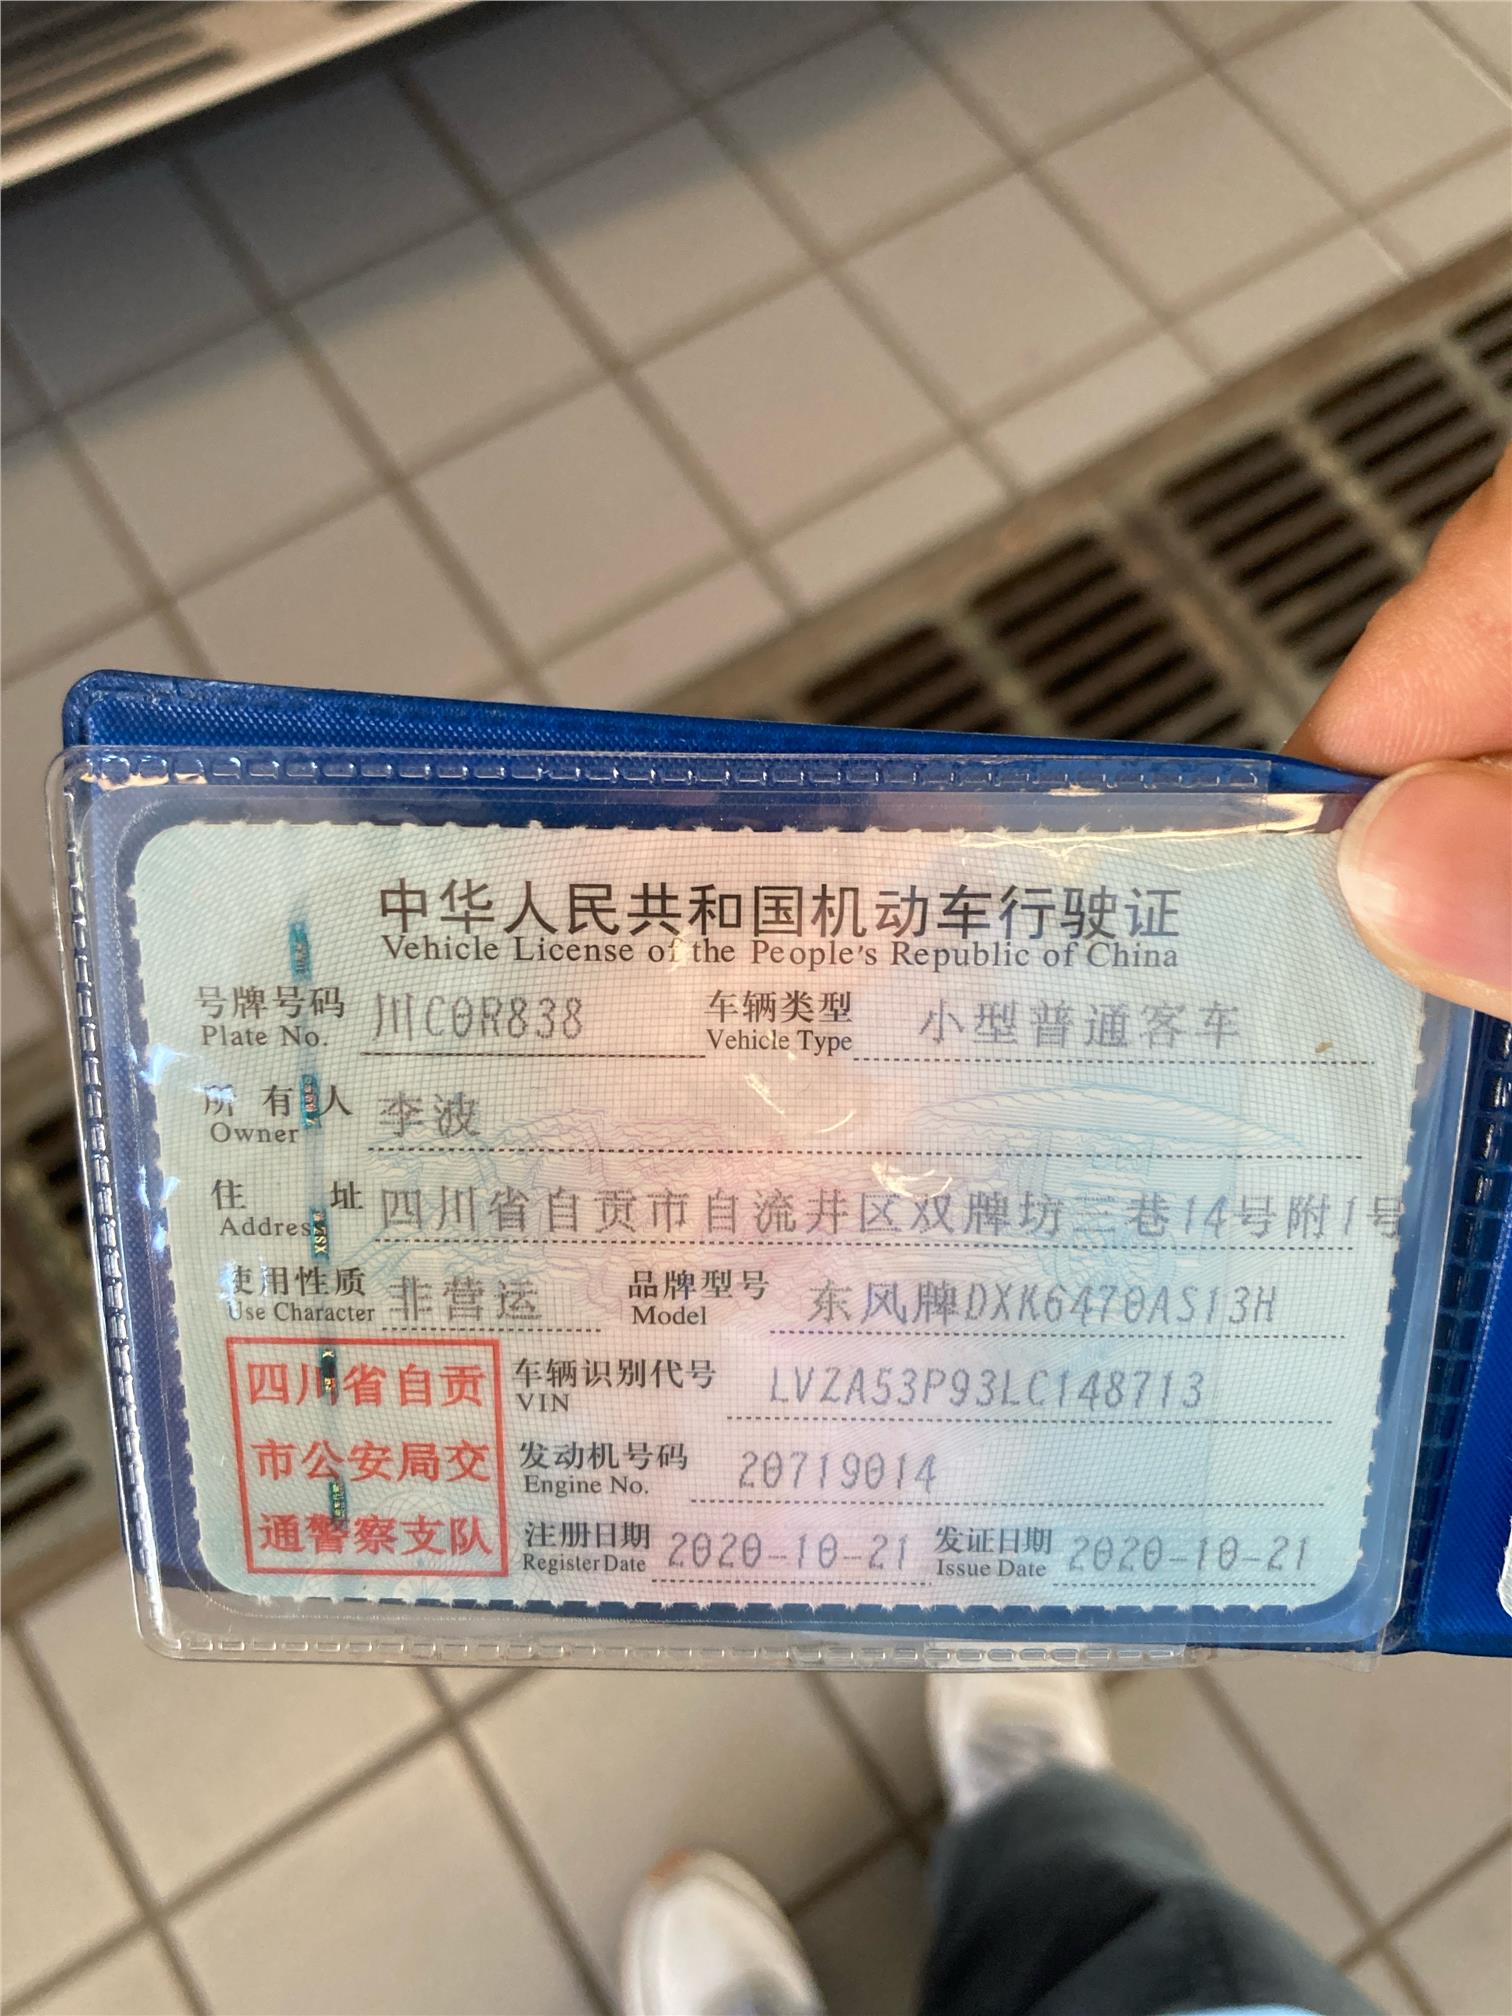 中华人民共和国机动车行驶证
Vehicle License of the People's Republic of China
号牌号码 川C0R838 车辆类型 小型普通客车
Plate No. Vehicle Type
所有人 李波
Owner
住址 四川省自贡市自流井区双牌坊三巷14号附1号
Address
使用性质 非营运 品牌型号 东风牌DXK6470AS13H
Use Character Model
四川省自贡
市公安局交
通警察支队
车辆识别代号 LVZA53P93LC148713
VIN
发动机号码 20719014
Engine No.
注册日期 2020-10-21 发证日期 2020-10-21
Register Date Issue Date